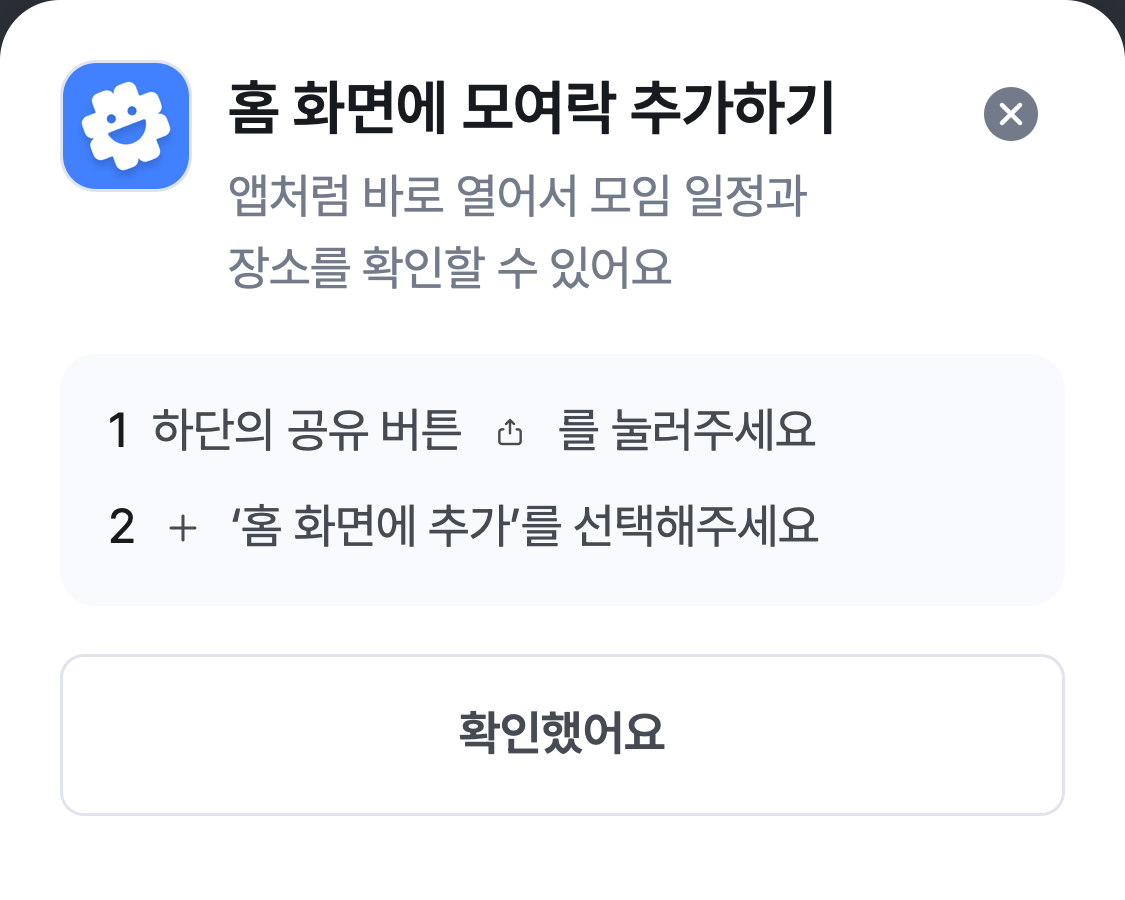 홈 화면에 모여락 추가하기
앱처럼 바로 열어서 모임 일정과
장소를 확인할 수 있어요
1 하단의 공유 버튼 를 눌러주세요
2 + ‘홈 화면에 추가’를 선택해주세요
확인했어요